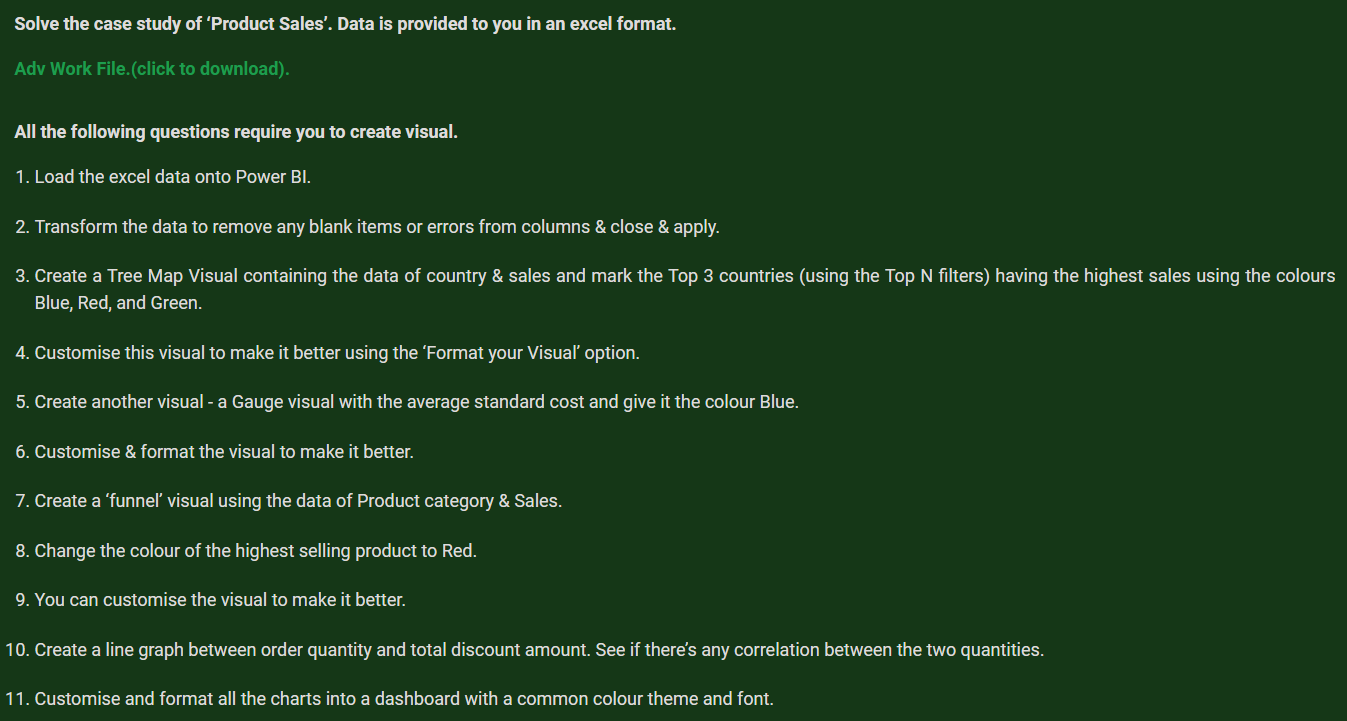 Solve the case study of ‘Product Sales’. Data is provided to you in an excel format.
Adv Work File.(click to download).
All the following questions require you to create visual.
1. Load the excel data onto Power BI.
2. Transform the data to remove any blank items or errors from columns & close & apply.
3. Create a Tree Map Visual containing the data of country & sales and mark the Top 3 countries (using the Top N filters) having the highest sales using the colours
Blue, Red, and Green.
4. Customise this visual to make it better using the ‘Format your Visual’ option.
5. Create another visual - a Gauge visual with the average standard cost and give it the colour Blue.
6. Customise & format the visual to make it better.
7. Create a ‘funnel’ visual using the data of Product category & Sales.
8. Change the colour of the highest selling product to Red.
9. You can customise the visual to make it better.
10. Create a line graph between order quantity and total discount amount. See if there’s any correlation between the two quantities.
11. Customise and format all the charts into a dashboard with a common colour theme and font.